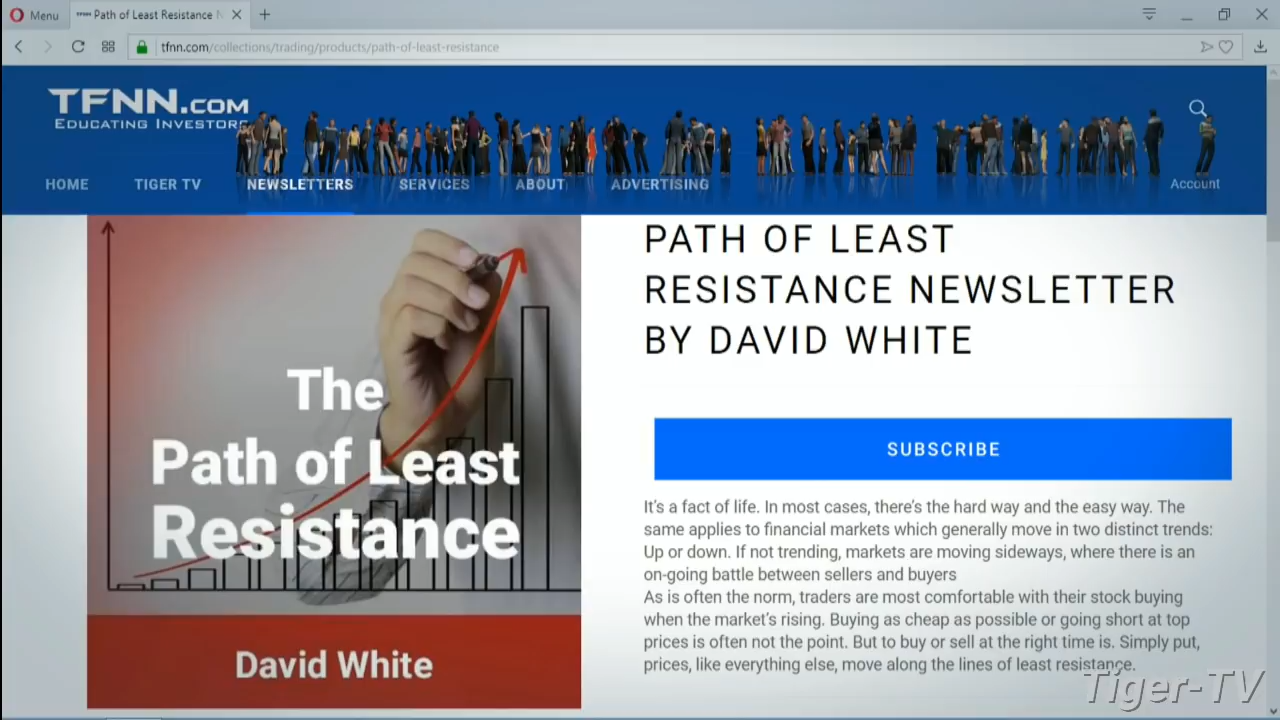 Menu
Path of Least Resistance
tfnn.com/collections/trading/products/path-of-least-resistance
TFNN.COM
EDUCATING INVESTORS
HOME TIGER TV NEWSLETTERS SERVICES ABOUT ADVERTISING Account
The
Path of Least
Resistance
David White
PATH OF LEAST
RESISTANCE NEWSLETTER
BY DAVID WHITE
SUBSCRIBE
It's a fact of life. In most cases, there's the hard way and the easy way. The
same applies to financial markets which generally move in two distinct trends:
Up or down. If not trending, markets are moving sideways, where there is an
on-going battle between sellers and buyers
As is often the norm, traders are most comfortable with their stock buying
when the market's rising. Buying as cheap as possible or going short at top
prices is often not the point. But to buy or sell at the right time is. Simply put,
prices, like everything else, move along the lines of least resistance.
Tiger-TV